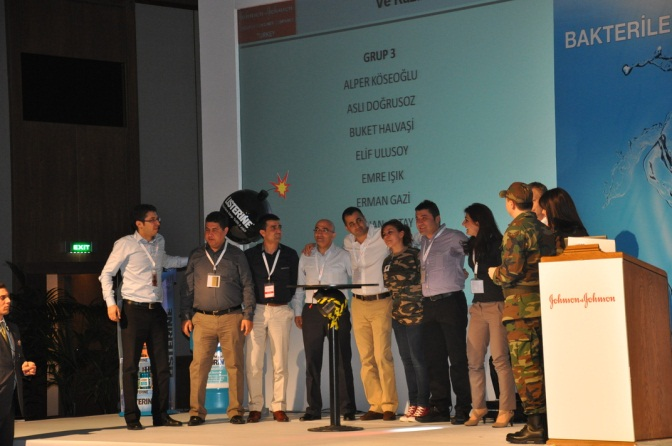 GRUP 3
ALPER KÖSEOĞLU
ASLI DOĞRUSOZ
BUKET HALVAŞİ
ELİF ULUSOY
EMRE IŞIK
ERMAN GAZİ
BAKTERİLE
LISTERINE
EXIT
Johnson & Johnson